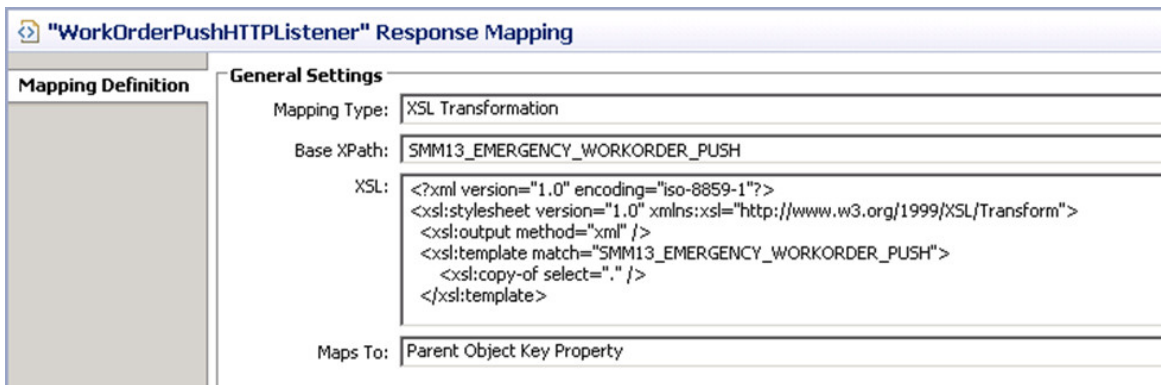 "WorkOrderPushHTTPListener" Response Mapping
Mapping Definition
General Settings
Mapping Type: XSL Transformation
Base XPath: SMM13_EMERGENCY_WORKORDER_PUSH
XSL: <?xml version="1.0" encoding="iso-8859-1"?>
<xsl:stylesheet version="1.0" xmlns:xsl="http://www.w3.org/1999/XSL/Transform">
<xsl:output method="xml" />
<xsl:template match="SMM13_EMERGENCY_WORKORDER_PUSH">
<xsl:copy-of select="." />
</xsl:template>
Maps To: Parent Object Key Property